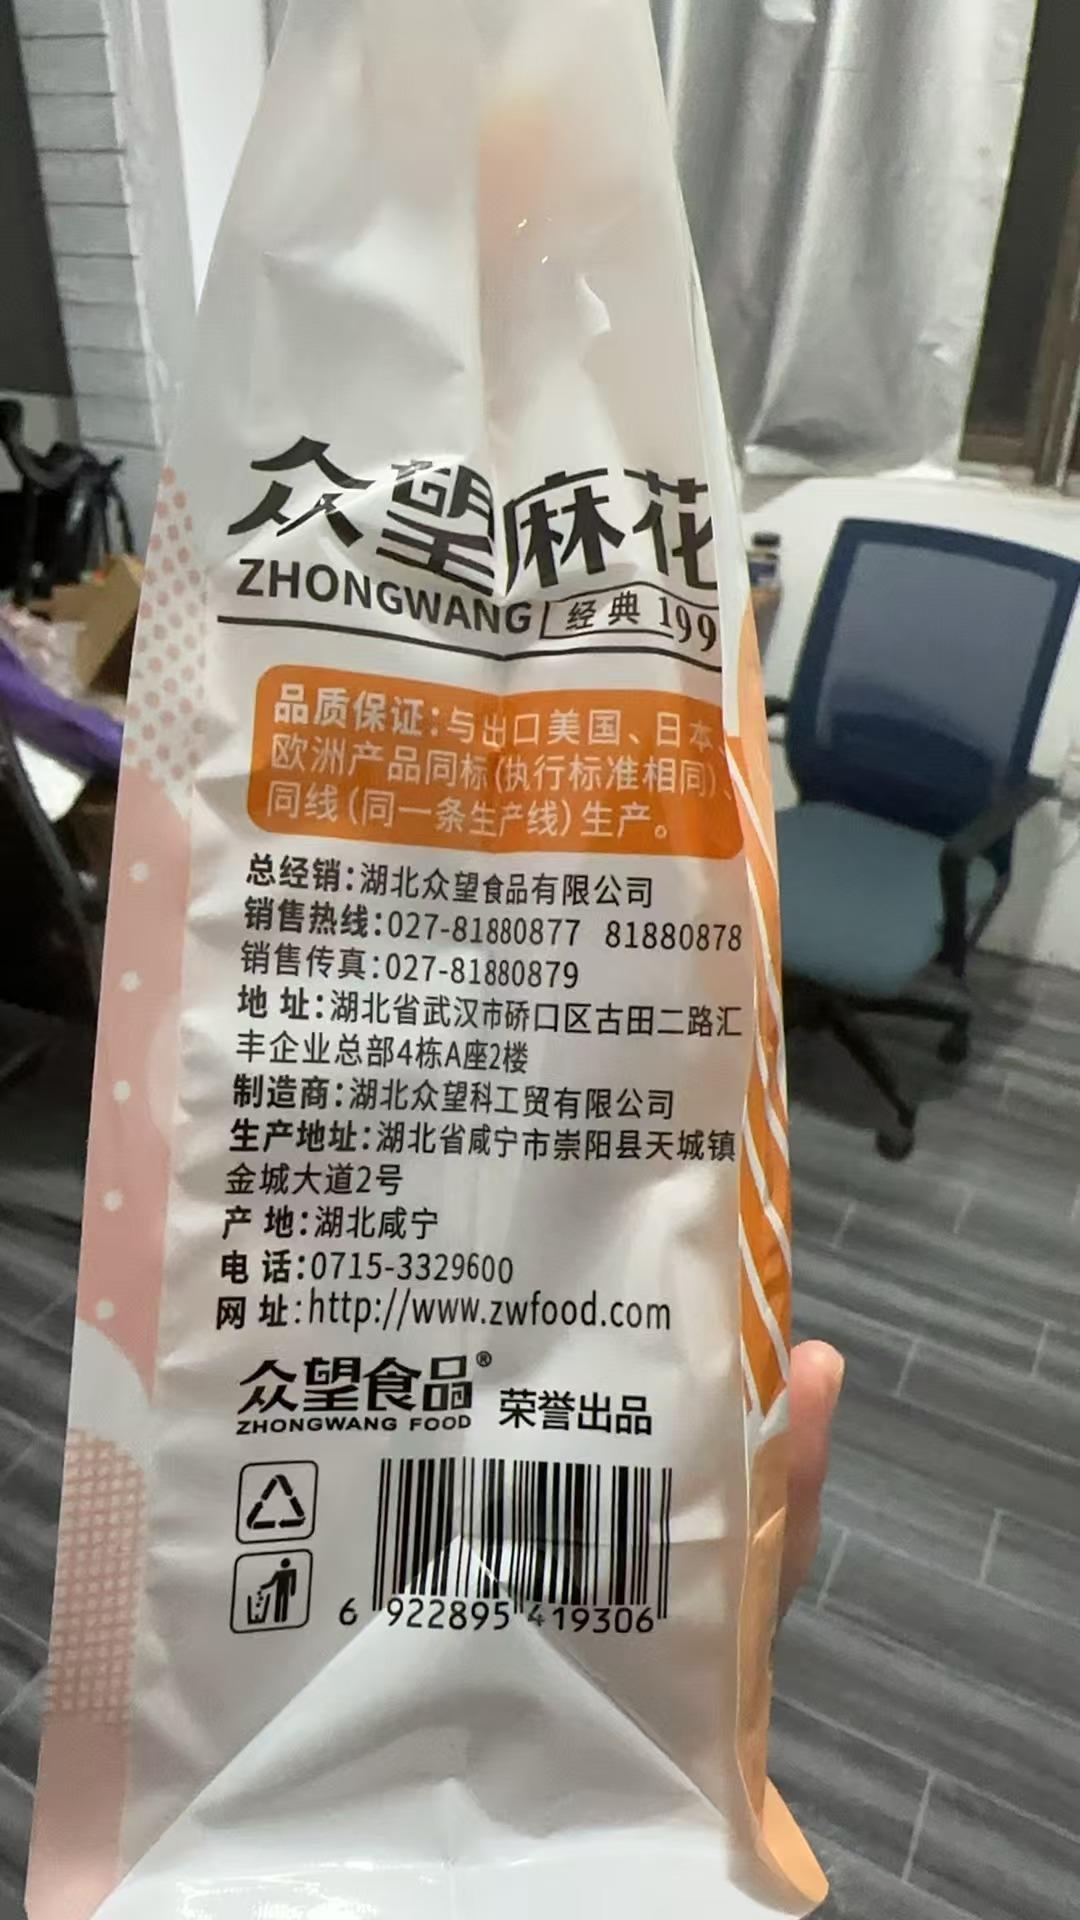 众望麻花
ZHONGWANG 经典 199
品质保证:与出口美国、日本、
欧洲产品同标(执行标准相同)、
同线(同一条生产线)生产。
总经销:湖北众望食品有限公司
销售热线:027-81880877 81880878
销售传真:027-81880879
地 址:湖北省武汉市硚口区古田二路汇
丰企业总部4栋A座2楼
制造商:湖北众望科工贸有限公司
生产地址:湖北省咸宁市崇阳县天城镇
金城大道2号
产 地:湖北咸宁
电 话:0715-3329600
网 址:http://www.zwfood.com
众望食品® 荣誉出品
ZHONGWANG FOOD
6 922895 419306